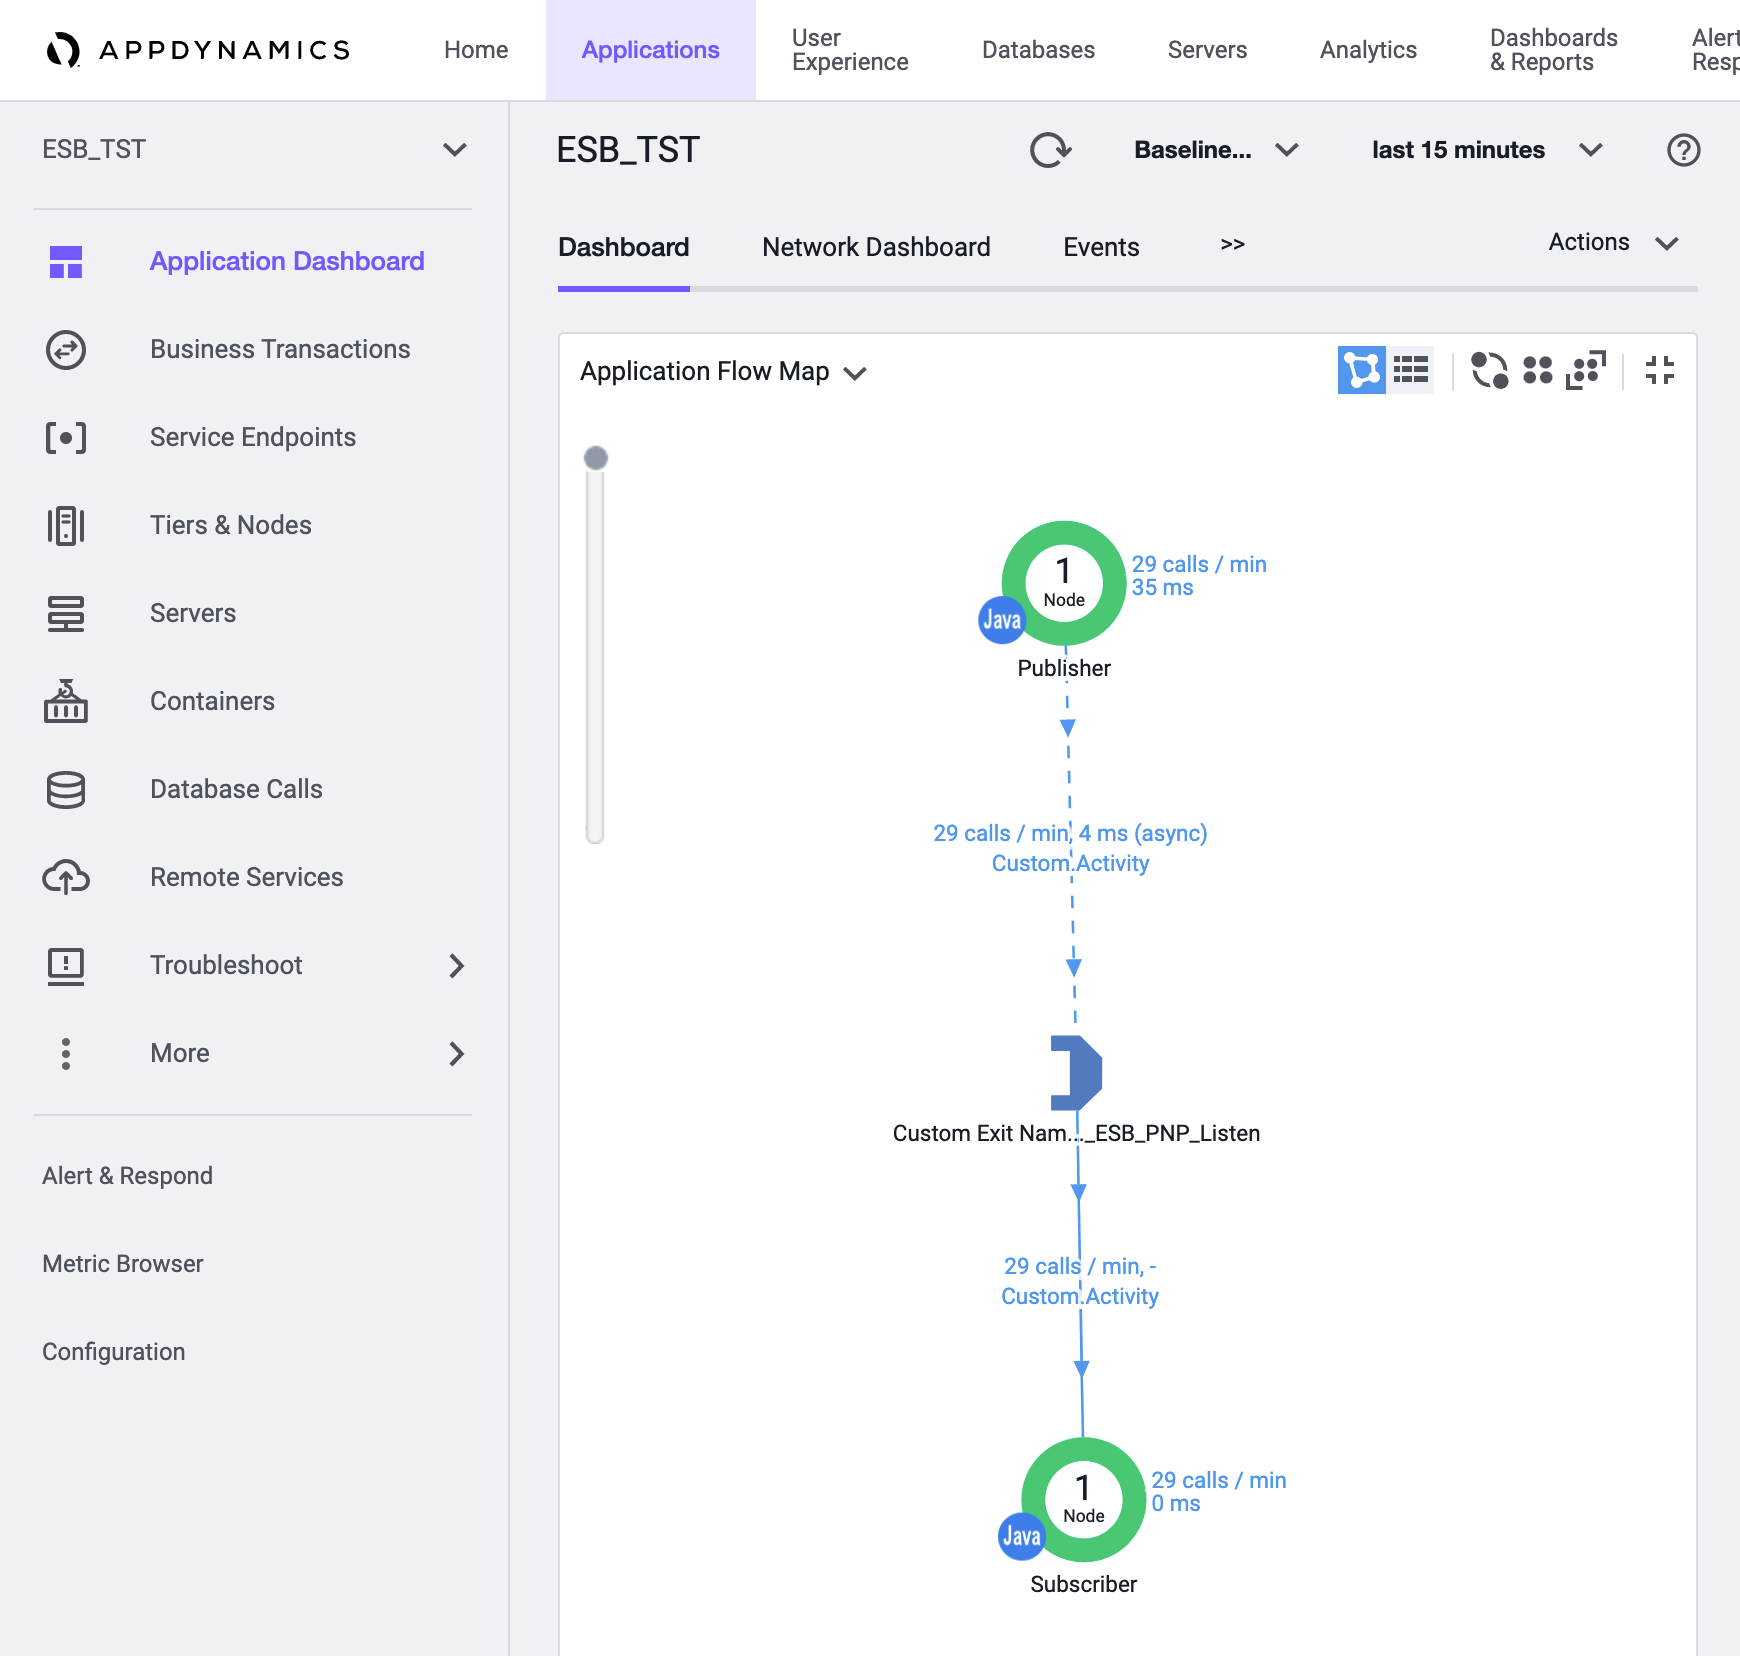 APPDYNAMICS
Home
Applications
User
Experience
Databases
Servers
Analytics
Dashboards
& Reports
Alert
Resp
ESB_TST
Application Dashboard
Business Transactions
Service Endpoints
Tiers & Nodes
Servers
Containers
Database Calls
Remote Services
Troubleshoot
More
Alert & Respond
Metric Browser
Configuration
ESB_TST
Baseline...
last 15 minutes
?
Dashboard
Network Dashboard
Events
>>
Actions
Application Flow Map
1
Node
Java
29 calls / min
35 ms
Publisher
29 calls / min, 4 ms (async)
Custom.Activity
Custom Exit Nam..._ESB_PNP_Listen
29 calls / min, -
Custom.Activity
1
Node
Java
29 calls / min
0 ms
Subscriber